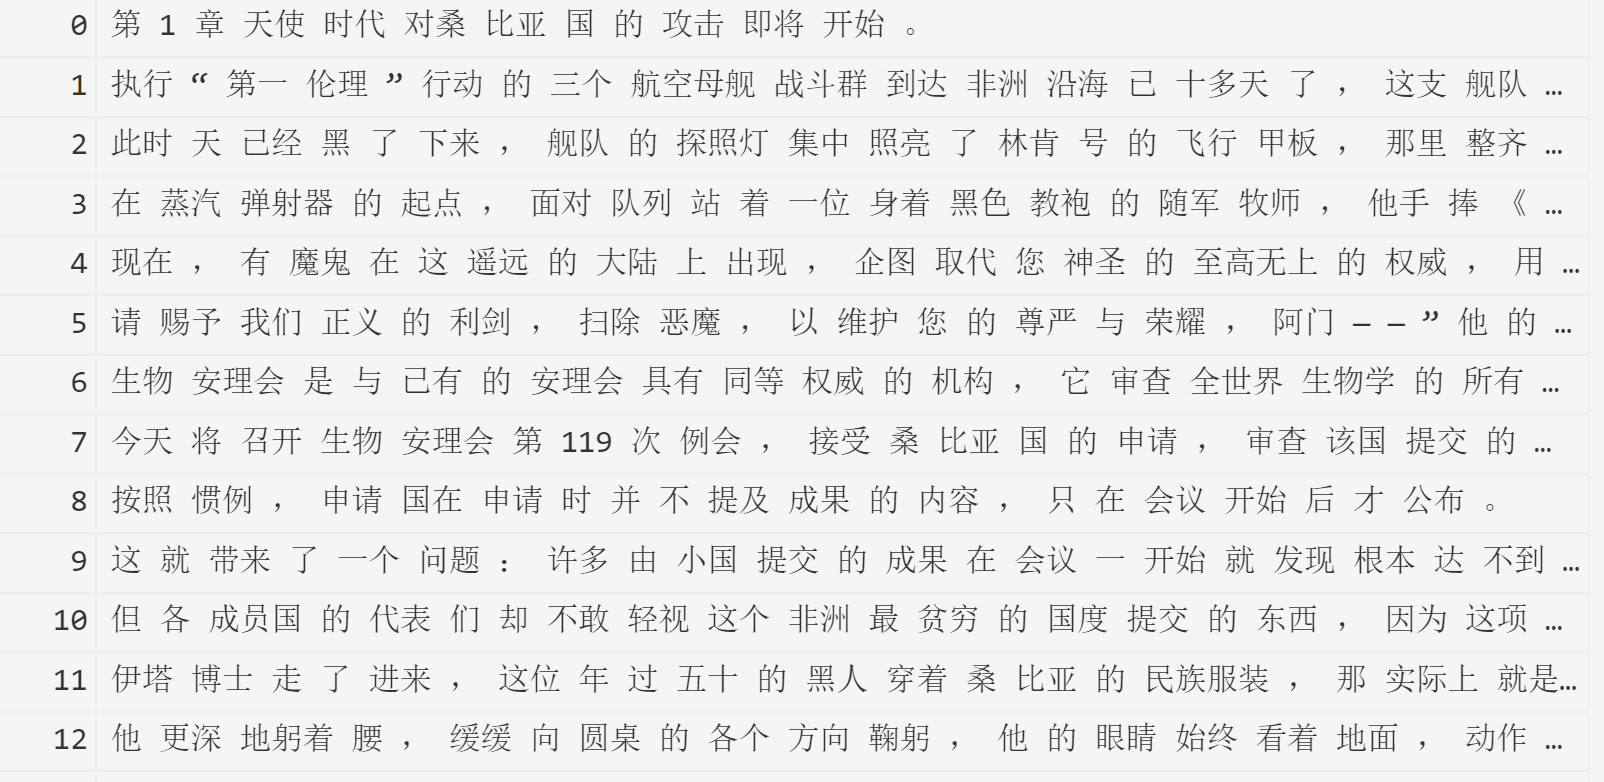 0 第 1 章 天使 时代 对桑 比亚 国 的 攻击 即将 开始 。
1 执行 “ 第一 伦理 ” 行动 的 三个 航空母舰 战斗群 到达 非洲 沿海 已 十多天 了 ， 这支 舰队 …
2 此时 天 已经 黑 了 下来 ， 舰队 的 探照灯 集中 照亮 了 林肯 号 的 飞行 甲板 ， 那里 整齐 …
3 在 蒸汽 弹射器 的 起点 ， 面对 队列 站 着 一位 身着 黑色 教袍 的 随军 牧师 ， 他手 捧 《 …
4 现在 ， 有 魔鬼 在 这 遥远 的 大陆 上 出现 ， 企图 取代 您 神圣 的 至高无上 的 权威 ， 用 …
5 请 赐予 我们 正义 的 利剑 ， 扫除 恶魔 ， 以 维护 您 的 尊严 与 荣耀 ， 阿门 — — ” 他 的 …
6 生物 安理会 是 与 已有 的 安理会 具有 同等 权威 的 机构 ， 它 审查 全世界 生物学 的 所有 …
7 今天 将 召开 生物 安理会 第 119 次 例会 ， 接受 桑 比亚 国 的 申请 ， 审查 该国 提交 的 …
8 按照 惯例 ， 申请 国在 申请 时 并 不 提及 成果 的 内容 ， 只 在 会议 开始 后 才 公布 。
9 这 就 带来 了 一个 问题 ： 许多 由 小国 提交 的 成果 在 会议 一 开始 就 发现 根本 达 不到 …
10 但 各 成员国 的 代表 们 却 不敢 轻视 这个 非洲 最 贫穷 的 国度 提交 的 东西 ， 因为 这项 …
11 伊塔 博士 走 了 进来 ， 这位 年 过 五十 的 黑人 穿着 桑 比亚 的 民族服装 ， 那 实际上 就是…
12 他 更深 地躬着 腰 ， 缓缓 向 圆桌 的 各个 方向 鞠躬 ， 他 的 眼睛 始终 看着 地面 ， 动作 …